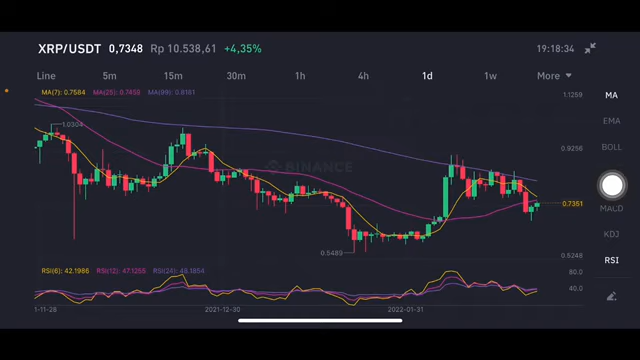 XRP/USDT 0,7348 Rp 10.538,61 +4,35% 19:18:34
Line 5m 15m 30m 1h 4h 1d 1w More
MA(7): 0.7584 MA(25): 0.7458 MA(99): 0.8161
1.1259
MA
1.0304
EMA
0.9256
BOLL
BINANCE
0.7351
MACD
KDJ
0.5489
0.5248
RSI
RSI(6): 42.1986 RSI(12): 47.1255 RSI(24): 48.1854
80.0
40.0
1-11-28 2021-12-30 2022-01-31